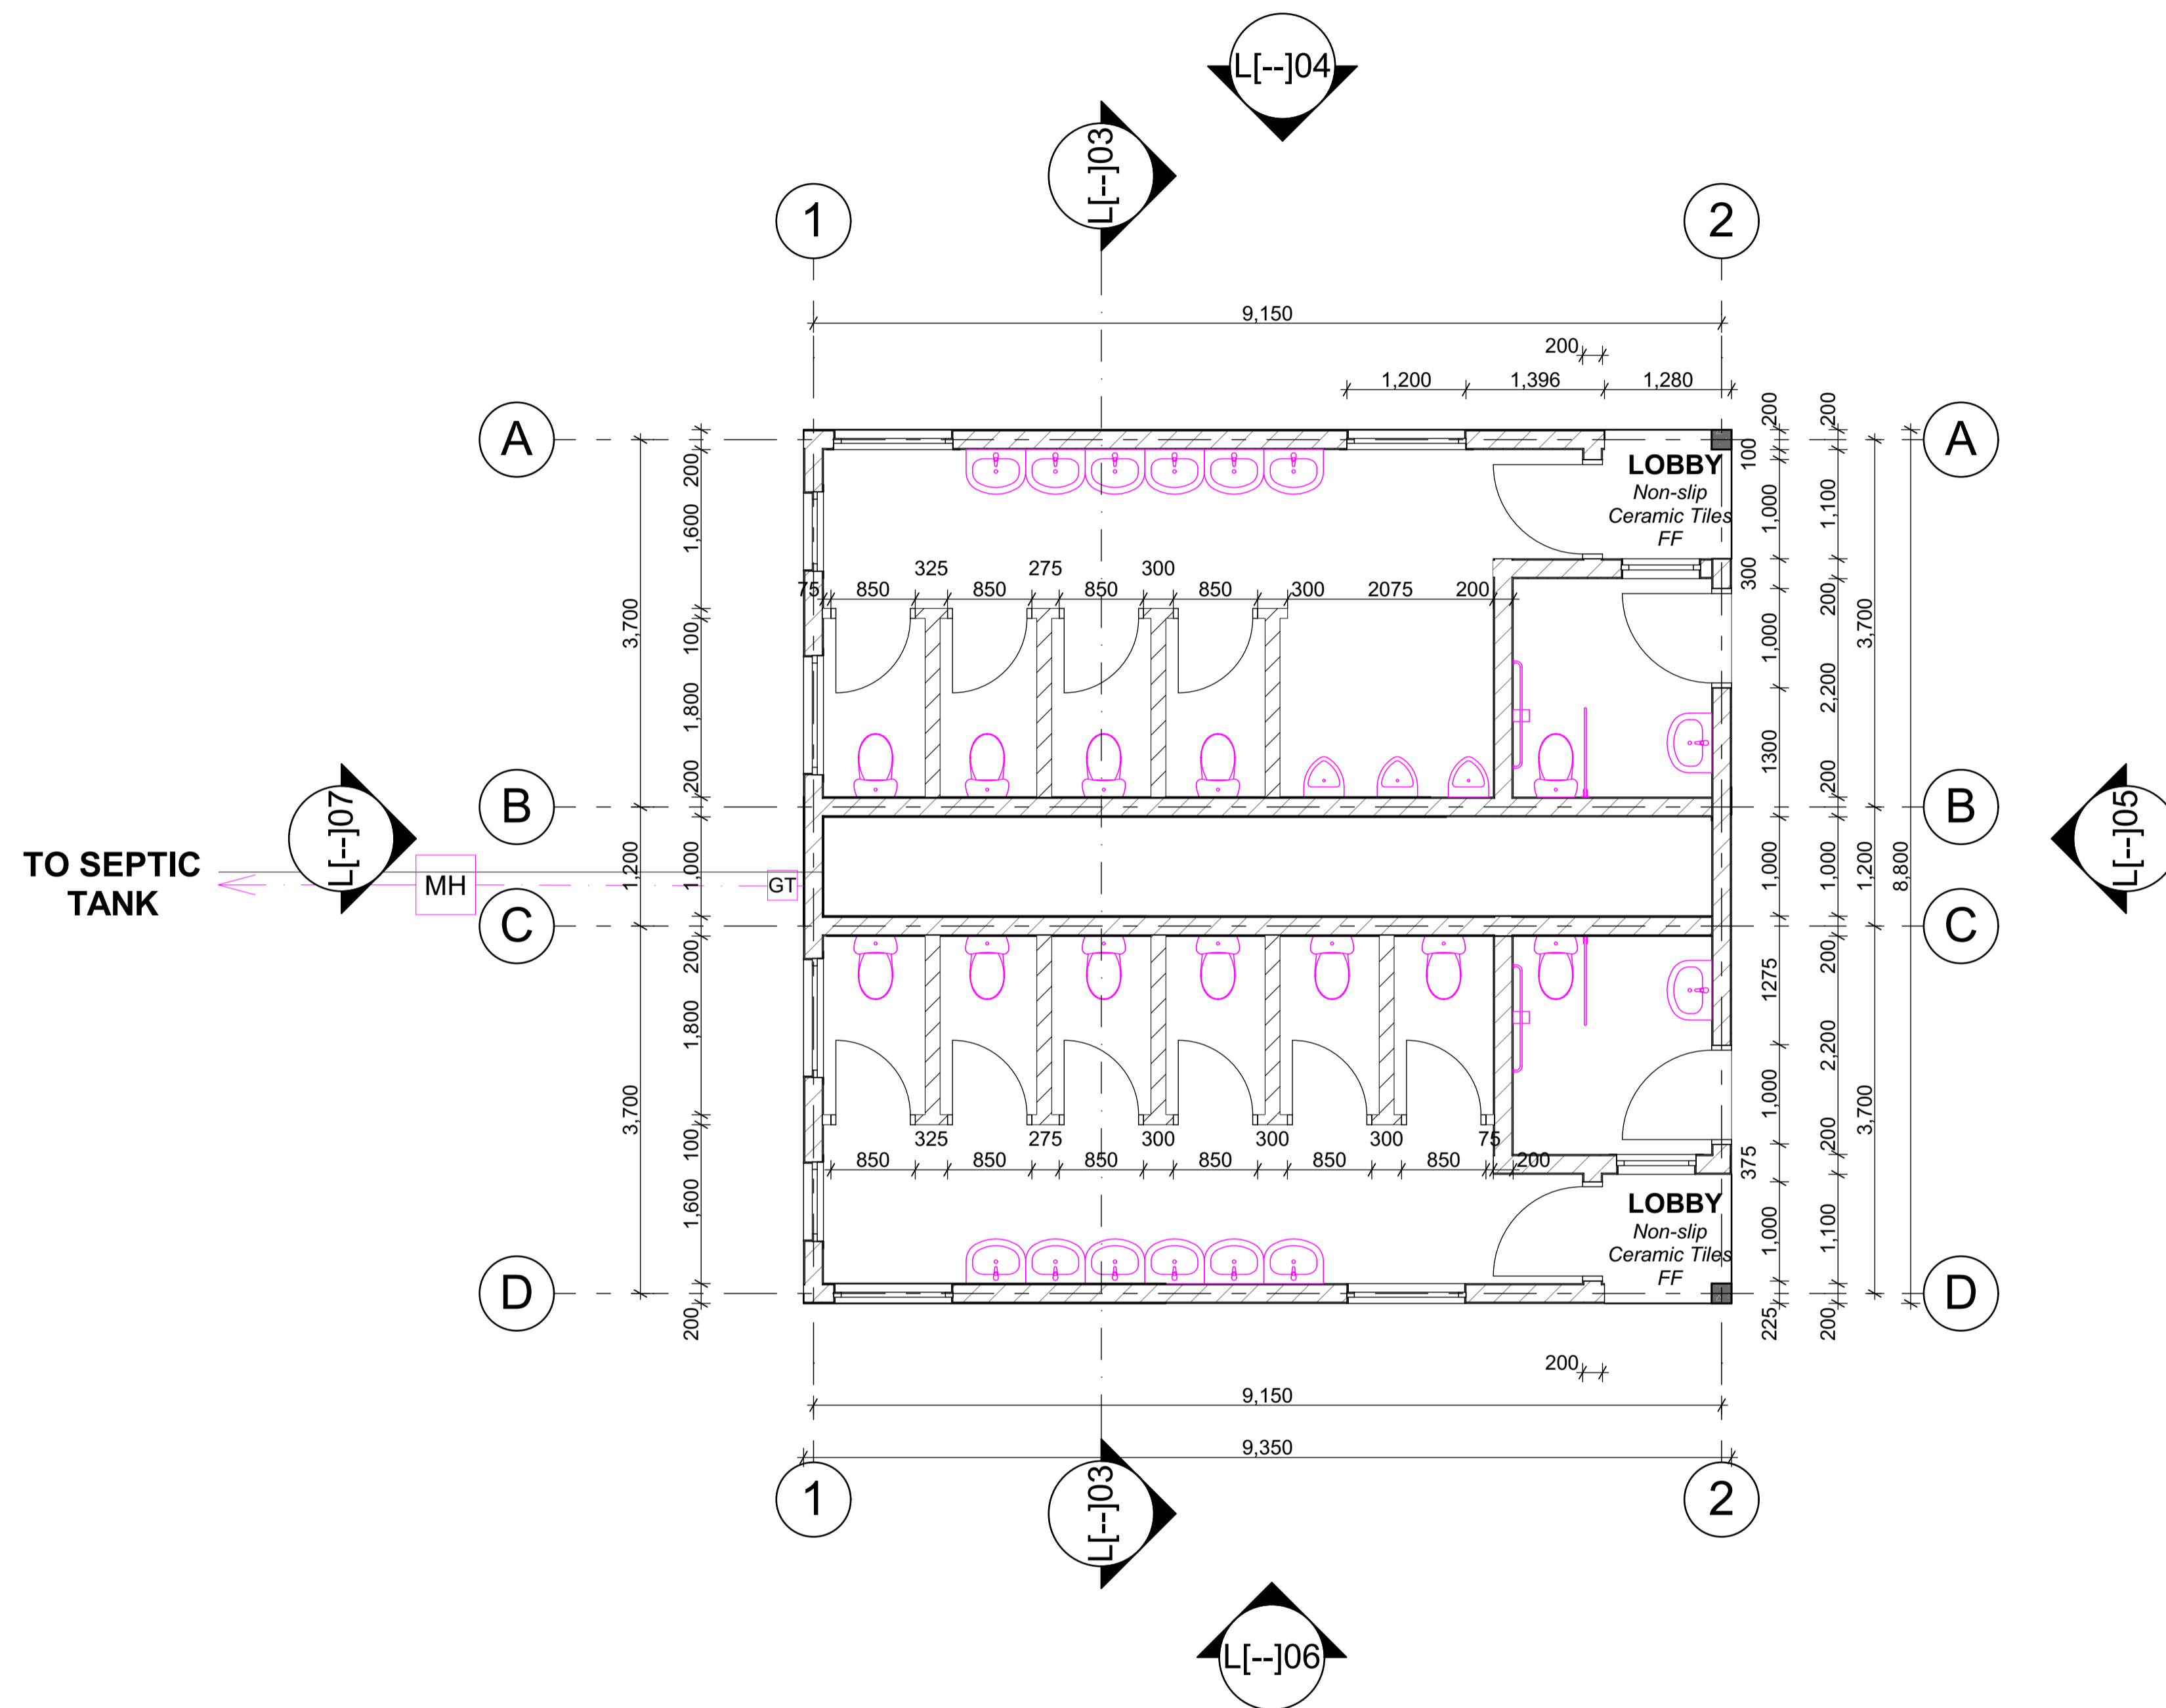 L[--]04
L[--]03
1
2
9,150
200
1,200
1,396
1,280
A
A
200
200
200
100
LOBBY
Non-slip
Ceramic Tiles
FF
1,600
1,000
1,100
325
275
300
300
75
850
850
850
850
300
2075
200
3,700
100
1,000
200
3,700
1,800
2,200
1300
200
200
B
B
L[--]07
L[--]05
TO SEPTIC
TANK
MH
GT
1,200
1,000
1,000
1,000
1,200
8,800
C
C
200
1275
200
1,800
2,200
3,700
1,000
3,700
100
200
325
275
300
300
300
75
375
850
850
850
850
850
850
200
1,600
LOBBY
Non-slip
Ceramic Tiles
FF
1,000
1,100
D
D
200
225
200
200
9,150
9,350
1
2
L[--]03
L[--]06